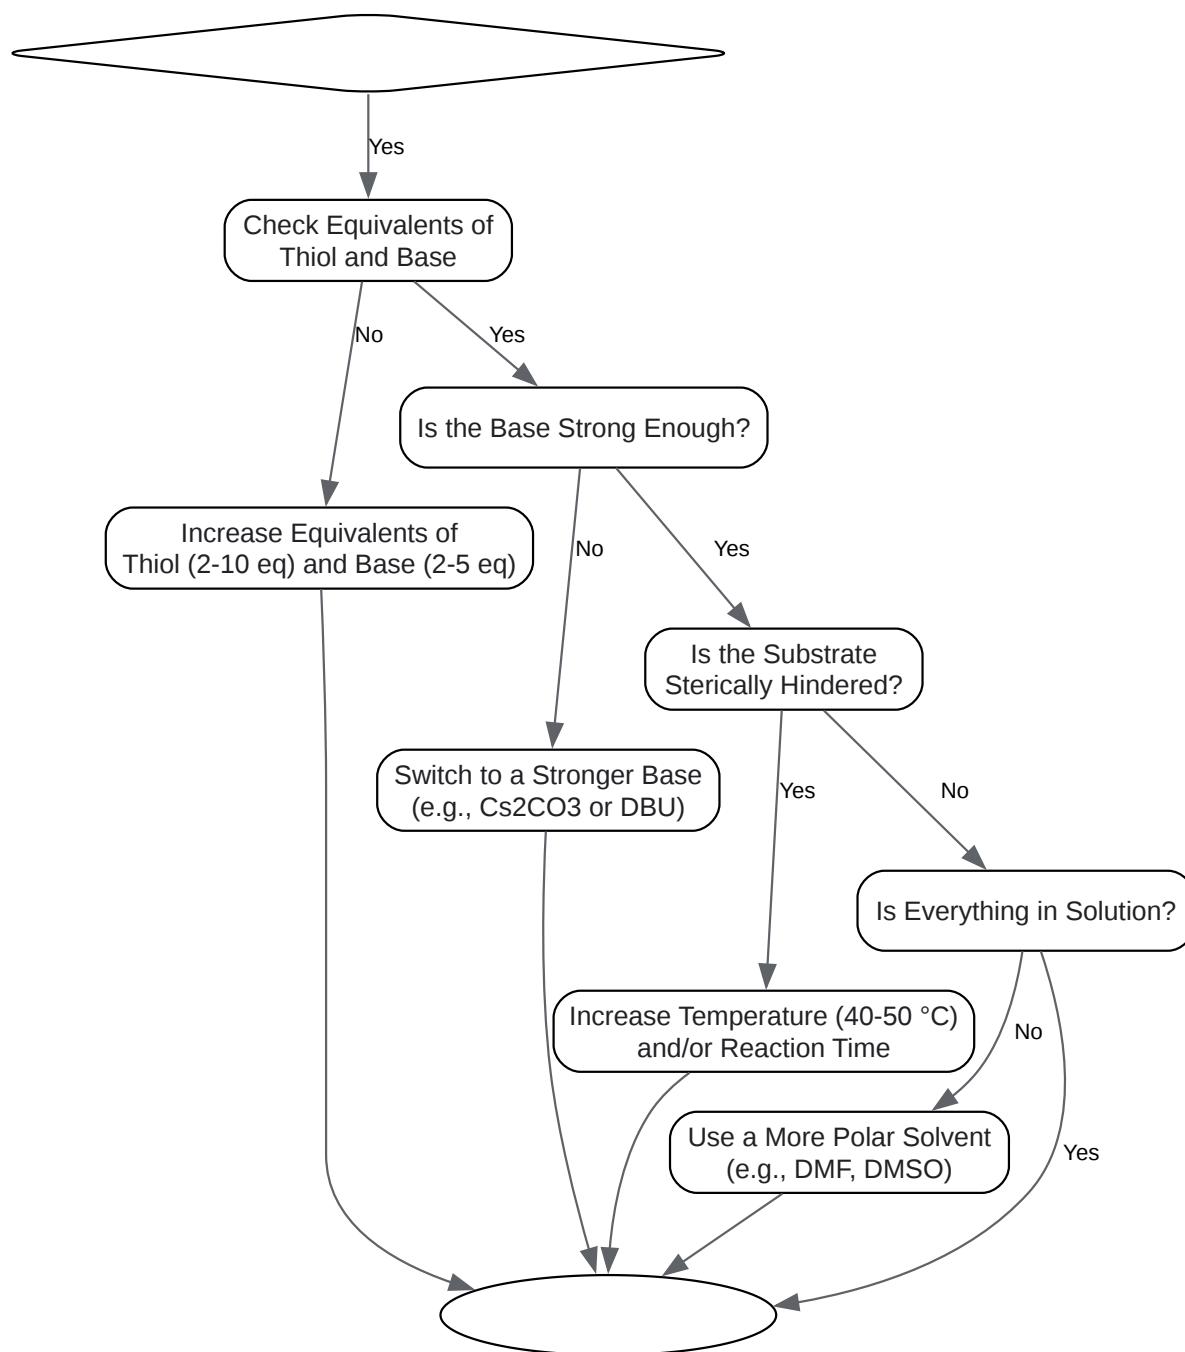 Yes
Check Equivalents of
Thiol and Base
No
Yes
Is the Base Strong Enough?
Increase Equivalents of
Thiol (2-10 eq) and Base (2-5 eq)
No
Yes
Is the Substrate
Sterically Hindered?
Switch to a Stronger Base
(e.g., Cs2CO3 or DBU)
Yes
No
Is Everything in Solution?
Increase Temperature (40-50 °C)
and/or Reaction Time
No
Use a More Polar Solvent
(e.g., DMF, DMSO)
Yes